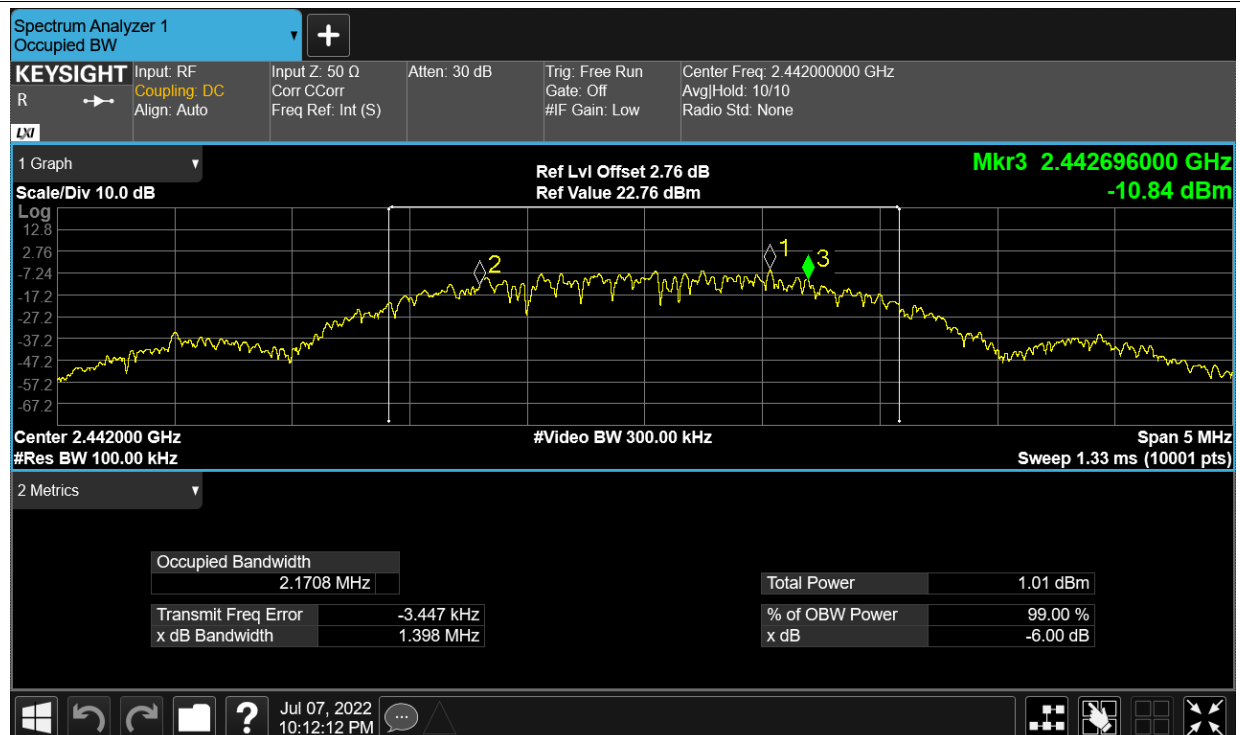 Spectrum Analyzer 1
Occupied BW
KEYSIGHT
R
LXI
Input: RF
Coupling: DC
Align: Auto
Input Z: 50 Ω
Corr CCorr
Freq Ref: Int (S)
Atten: 30 dB
Trig: Free Run
Gate: Off
#IF Gain: Low
Center Freq: 2.442000000 GHz
Avg|Hold: 10/10
Radio Std: None
1 Graph
Scale/Div 10.0 dB
Ref Lvl Offset 2.76 dB
Ref Value 22.76 dBm
Mkr3 2.442696000 GHz
-10.84 dBm
Log
12.8
2.76
-7.24
-17.2
-27.2
-37.2
-47.2
-57.2
-67.2
2
1
3
Center 2.442000 GHz
#Res BW 100.00 kHz
#Video BW 300.00 kHz
Span 5 MHz
Sweep 1.33 ms (10001 pts)
2 Metrics
Occupied Bandwidth
2.1708 MHz
Transmit Freq Error -3.447 kHz
x dB Bandwidth 1.398 MHz
Total Power 1.01 dBm
% of OBW Power 99.00 %
x dB -6.00 dB
?
Jul 07, 2022
10:12:12 PM